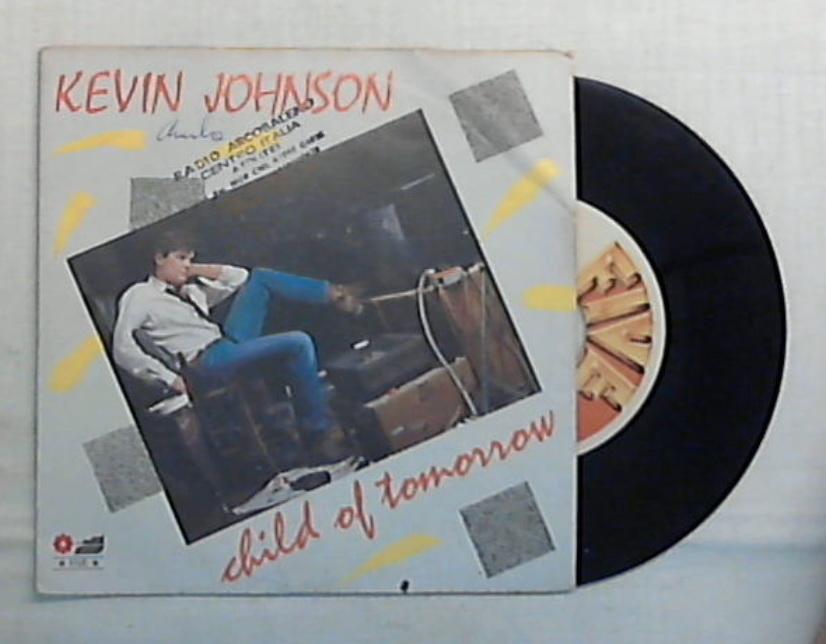 KEVIN JOHNSON
RADIO ARCOBALENO
CENTRO ITALIA
child of tomorrow